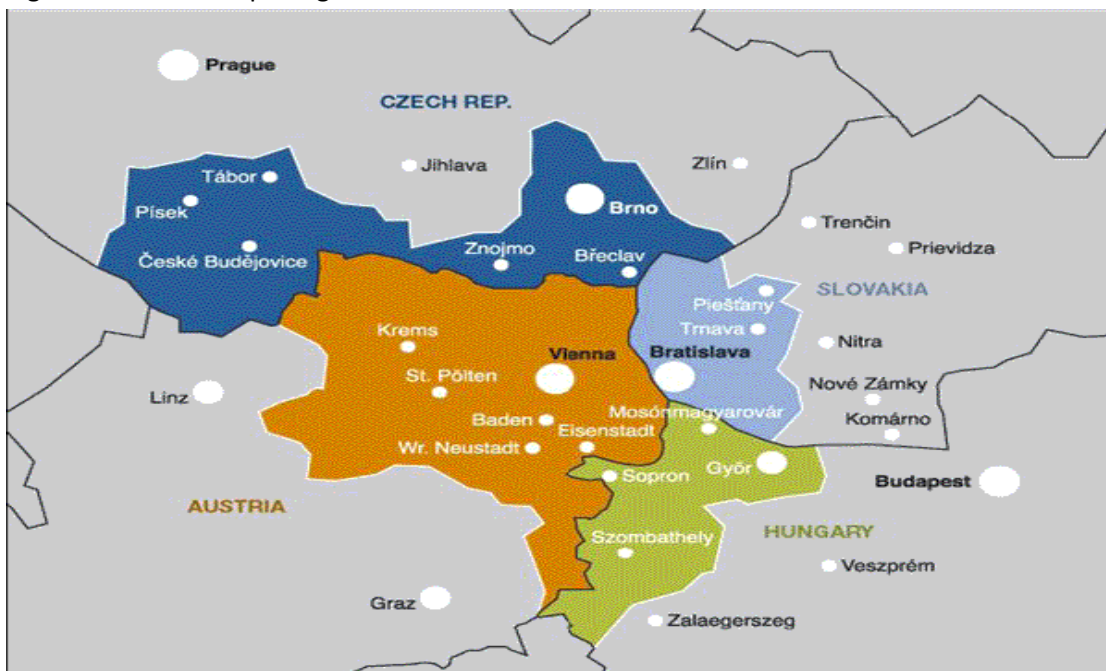 Prague
CZECH REP.
Jihlava
Zlín
Tábor
Písek
Brno
Trenčin
Znojmo
Břeclav
Prievidza
České Budějovice
SLOVAKIA
Piešťany
Trnava
Krems
Vienna
Bratislava
Nitra
St. Pölten
Linz
Nové Zámky
Mosónmagyarovár
Baden
Eisenstadt
Komárno
Wr. Neustadt
Sopron
Győr
Budapest
AUSTRIA
HUNGARY
Szombathely
Veszprém
Graz
Zalaegerszeg